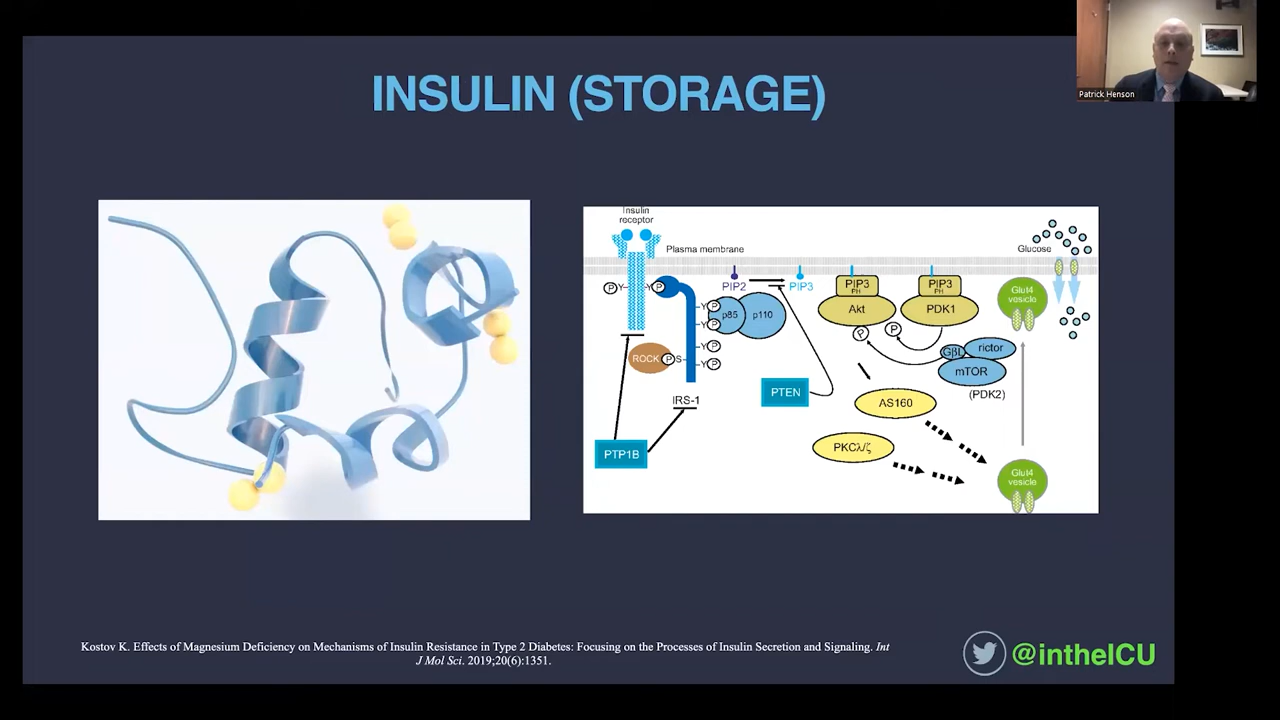 Patrick Henson
INSULIN (STORAGE)
Insulin
receptor
Plasma membrane
Glucose
P Y
Y P
PIP2
PIP3
PIP3
PH
Akt
PIP3
PH
PDK1
Glut4
vesicle
Y P
Y P
p85
p110
P
P
GβL
rictor
mTOR
(PDK2)
ROCK
P S
Y P
Y P
IRS-1
PTEN
AS160
PTP1B
PKCλ/ζ
Glut4
vesicle
Kostov K. Effects of Magnesium Deficiency on Mechanisms of Insulin Resistance in Type 2 Diabetes: Focusing on the Processes of Insulin Secretion and Signaling. Int
J Mol Sci. 2019;20(6):1351.
@intheICU